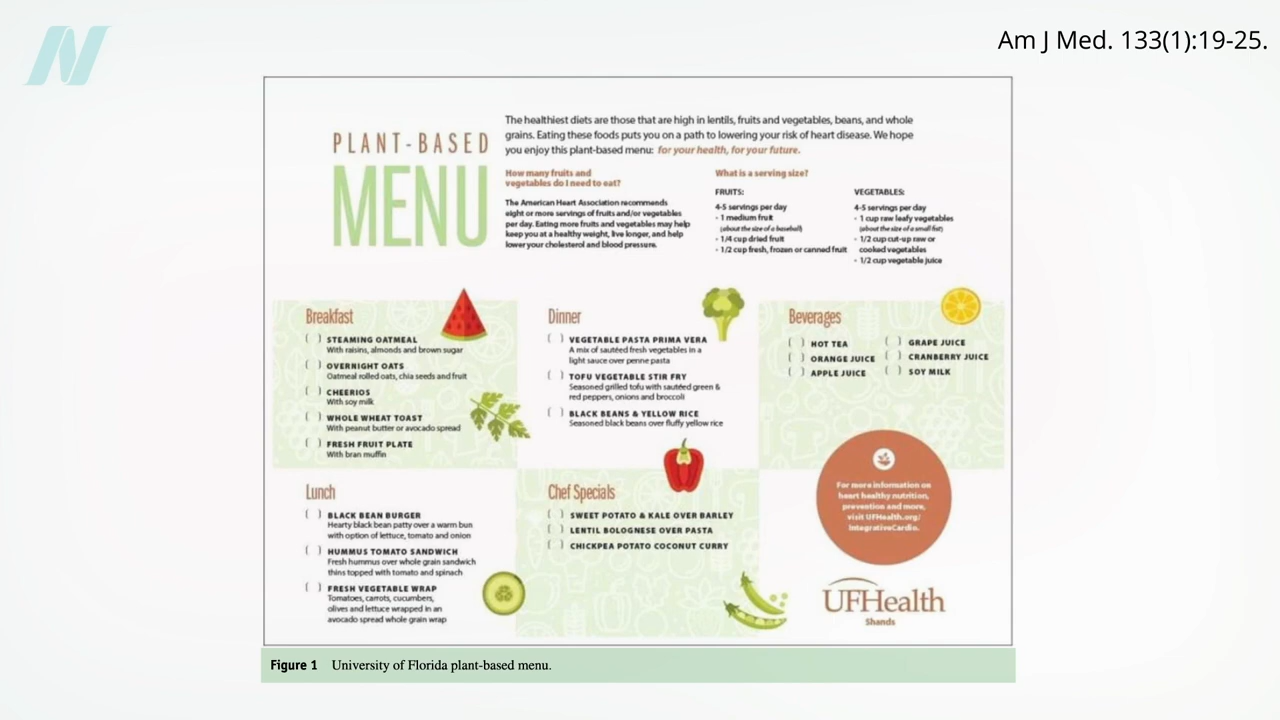 Am J Med. 133(1):19-25.
PLANT-BASED
MENU
The healthiest diets are those that are high in lentils, fruits and vegetables, beans, and whole
grains. Eating these foods puts you on a path to lowering your risk of heart disease. We hope
you enjoy this plant-based menu: for your health, for your future.
How many fruits and
vegetables do I need to eat?
The American Heart Association recommends
eight or more servings of fruits and/or vegetables
per day. Eating more fruits and vegetables may help
keep you at a healthy weight, live longer, and help
lower your cholesterol and blood pressure.
What is a serving size?
FRUITS:
4-5 servings per day
• 1 medium fruit
(about the size of a baseball)
• 1/4 cup dried fruit
• 1/2 cup fresh, frozen or canned fruit
VEGETABLES:
4-5 servings per day
• 1 cup raw leafy vegetables
(about the size of a small fist)
• 1/2 cup cut-up raw or
cooked vegetables
• 1/2 cup vegetable juice
Breakfast
( ) STEAMING OATMEAL
With raisins, almonds and brown sugar
( ) OVERNIGHT OATS
Oatmeal rolled oats, chia seeds and fruit
( ) CHEERIOS
With soy milk
( ) WHOLE WHEAT TOAST
With peanut butter or avocado spread
( ) FRESH FRUIT PLATE
With bran muffin
Dinner
( ) VEGETABLE PASTA PRIMA VERA
A mix of sautéed fresh vegetables in a
light sauce over penne pasta
( ) TOFU VEGETABLE STIR FRY
Seasoned grilled tofu with sautéed green &
red peppers, onions and broccoli
( ) BLACK BEANS & YELLOW RICE
Seasoned black beans over fluffy yellow rice
Beverages
( ) HOT TEA
( ) ORANGE JUICE
( ) APPLE JUICE
( ) GRAPE JUICE
( ) CRANBERRY JUICE
( ) SOY MILK
Lunch
( ) BLACK BEAN BURGER
Hearty black bean patty over a warm bun
with option of lettuce, tomato and onion
( ) HUMMUS TOMATO SANDWICH
Fresh hummus over whole grain sandwich
thins topped with tomato and spinach
( ) FRESH VEGETABLE WRAP
Tomatoes, carrots, cucumbers,
olives and lettuce wrapped in an
avocado spread whole grain wrap
Chef Specials
( ) SWEET POTATO & KALE OVER BARLEY
( ) LENTIL BOLOGNESE OVER PASTA
( ) CHICKPEA POTATO COCONUT CURRY
For more information on
heart healthy nutrition,
prevention and more,
visit UFHealth.org/
IntegrativeCardio.
UFHealth
Shands
Figure 1 University of Florida plant-based menu.